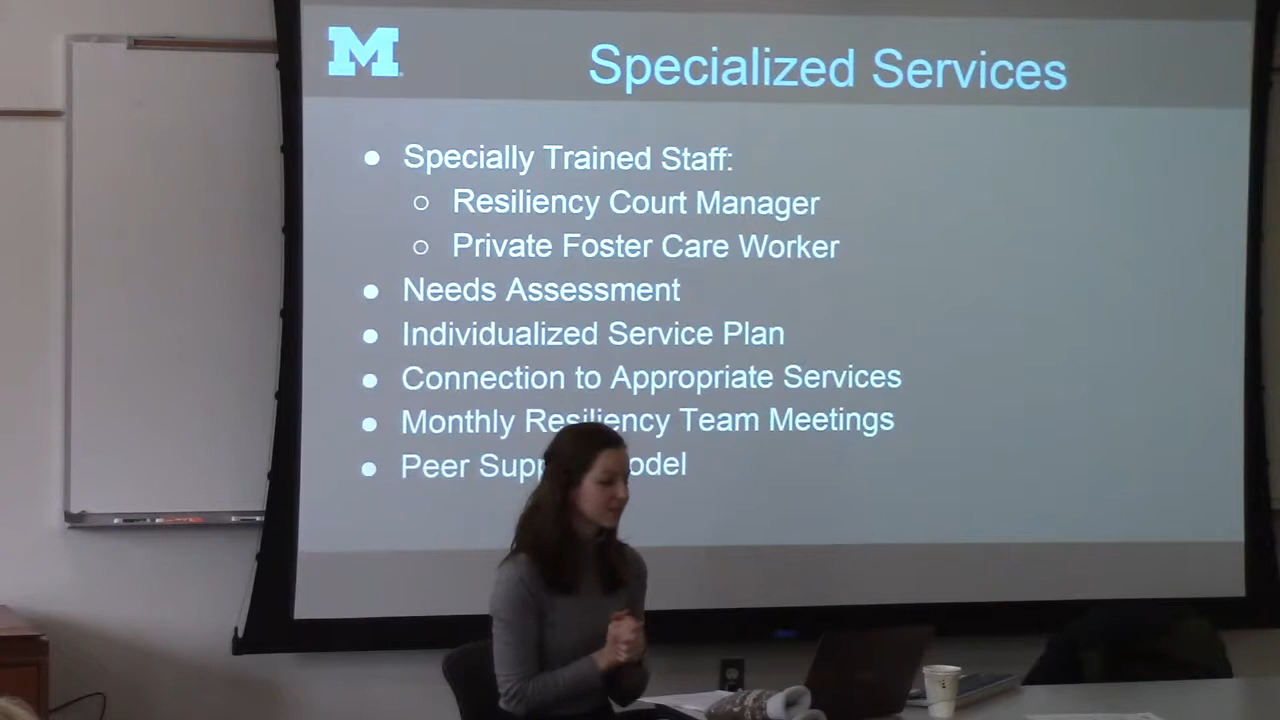 M
Specialized Services
● Specially Trained Staff:
○ Resiliency Court Manager
○ Private Foster Care Worker
● Needs Assessment
● Individualized Service Plan
● Connection to Appropriate Services
● Monthly Resiliency Team Meetings
● Peer